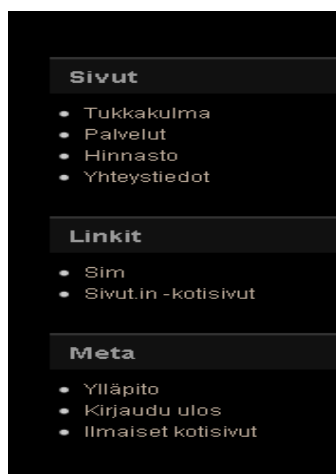 Sivut
Tukkakulma
Palvelut
Hinnasto
Yhteystiedot
Linkit
Sim
Sivut.in -kotisivut
Meta
Ylläpito
Kirjaudu ulos
Ilmaiset kotisivut